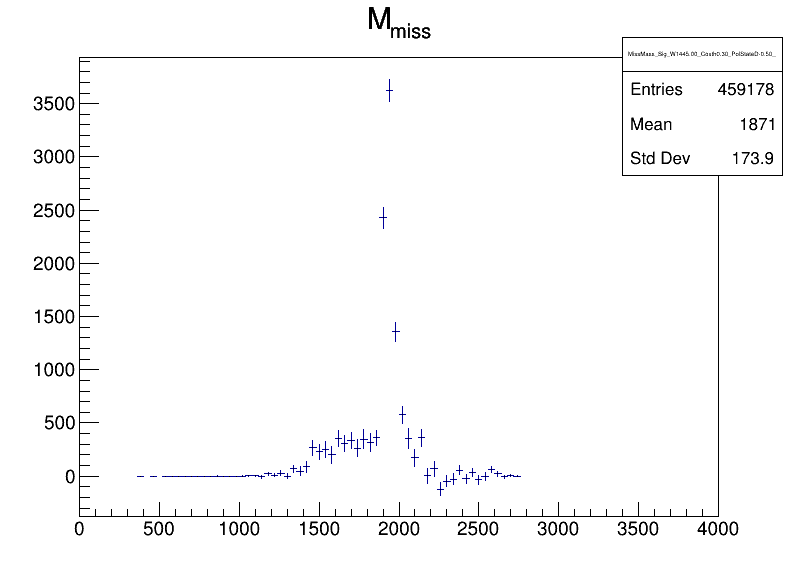 M_miss
MissMass_Sig_W1445.00_Costh0.30_PolStateD-0.50_
Entries 459178
Mean 1871
Std Dev 173.9
3500
3000
2500
2000
1500
1000
500
0
0 500 1000 1500 2000 2500 3000 3500 4000